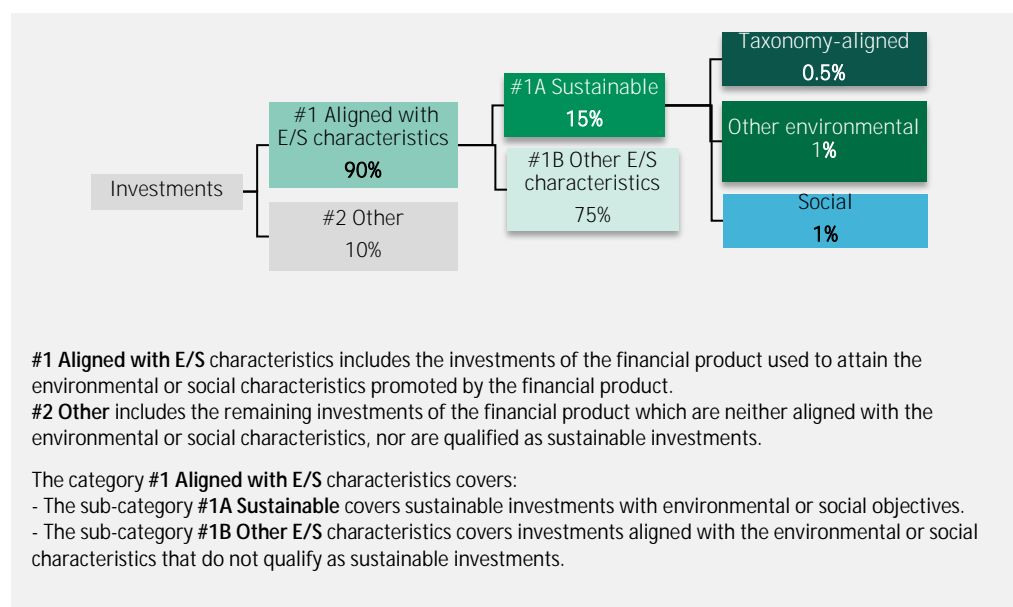 Taxonomy-aligned
0.5%
#1A Sustainable
15%
#1 Aligned with
E/S characteristics
90%
Other environmental
1%
#1B Other E/S
characteristics
75%
Investments
#2 Other
10%
Social
1%
#1 Aligned with E/S characteristics includes the investments of the financial product used to attain the
environmental or social characteristics promoted by the financial product.
#2 Other includes the remaining investments of the financial product which are neither aligned with the
environmental or social characteristics, nor are qualified as sustainable investments.
The category #1 Aligned with E/S characteristics covers:
- The sub-category #1A Sustainable covers sustainable investments with environmental or social objectives.
- The sub-category #1B Other E/S characteristics covers investments aligned with the environmental or social
characteristics that do not qualify as sustainable investments.